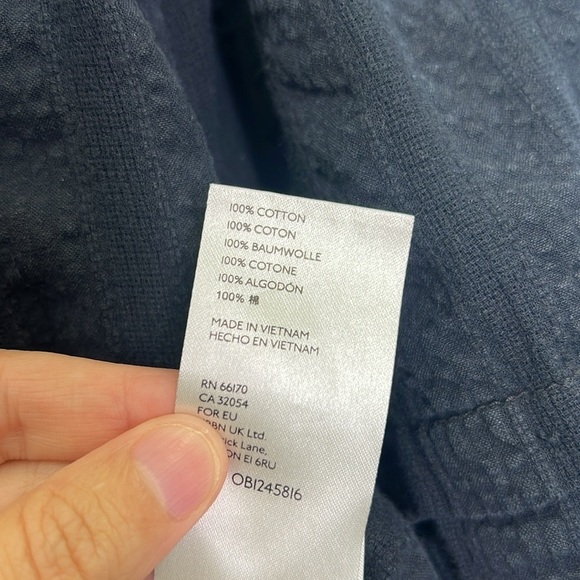 100% COTTON
100% COTON
100% BAUMWOLLE
100% COTONE
100% ALGODÓN
100% 棉
MADE IN VIETNAM
HECHO EN VIETNAM
RN 66170
CA 32054
FOR EU
UK Ltd.
Lane,
E1 6RU
OB1245816